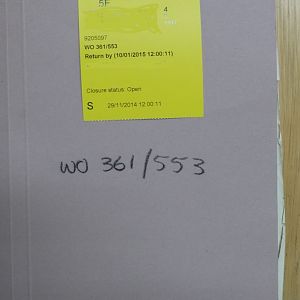 5F
4
9205097
WO 361/553
Return by (10/01/2015 12:00:11)
Closure status: Open
S 29/11/2014 12:00:11
WO 361/553